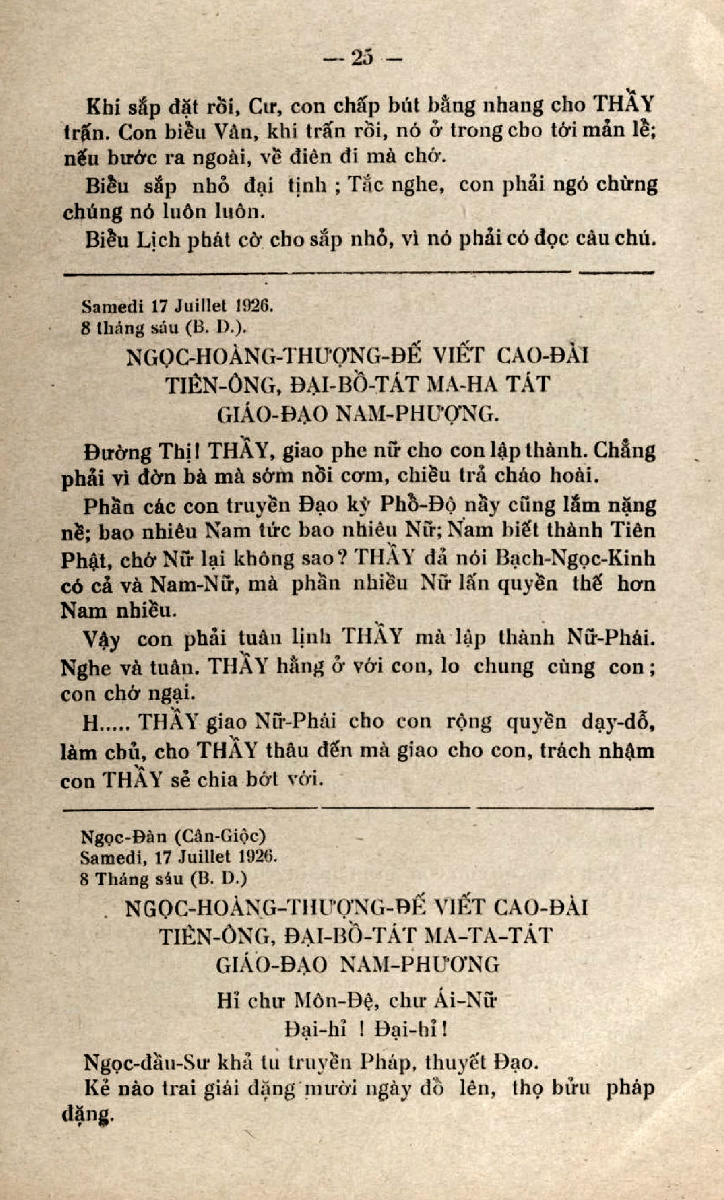 — 25 —
Khi sắp đặt rồi, Cư, con chấp bút bằng nhang cho THẦY
trấn. Con biểu Vân, khi trấn rồi, nó ở trong cho tới mản lề;
nếu bước ra ngoài, về điên đi mà chớ.
Biểu sắp nhỏ đại tịnh ; Tắc nghe, con phải ngó chừng
chúng nó luôn luôn.
Biểu Lịch phát cờ cho sắp nhỏ, vì nó phải có đọc câu chú.
Samedi 17 Juillet 1926.
8 tháng sáu (B. D.).
NGỌC-HOÀNG-THƯỢNG-ĐẾ VIẾT CAO-ĐÀI
TIÊN-ÔNG, ĐẠI-BỒ-TÁT MA-HA TÁT
GIÁO-ĐẠO NAM-PHƯỢNG.
Đường Thị! THẦY, giao phe nữ cho con lập thành. Chẳng
phải vì đờn bà mà sớm nồi cơm, chiều trả cháo hoài.
Phần các con truyền Đạo kỳ Phổ-Độ nầy cũng lắm nặng
nề; bao nhiêu Nam tức bao nhiêu Nữ; Nam biết thành Tiên
Phật, chớ Nữ lại không sao? THẦY đả nói Bạch-Ngọc-Kinh
có cả và Nam-Nữ, mà phần nhiều Nữ lấn quyền thế hơn
Nam nhiều.
Vậy con phải tuân lịnh THẦY mà lập thành Nữ-Phái.
Nghe và tuân. THẦY hằng ở với con, lo chung cùng con ;
con chớ ngại.
H..... THẦY giao Nữ-Phái cho con rộng quyền dạy-dỗ,
làm chủ, cho THẦY thâu đến mà giao cho con, trách nhậm
con THẦY sẻ chia bớt với.
Ngọc-Đàn (Cần-Giộc)
Samedi, 17 Juillet 1926.
8 Tháng sáu (B. D.)
NGỌC-HOÀNG-THƯỢNG-ĐẾ VIẾT CAO-ĐÀI
TIÊN-ÔNG, ĐẠI-BỒ-TÁT MA-TA-TÁT
GIÁO-ĐẠO NAM-PHƯƠNG
Hỉ chư Môn-Đệ, chư Ái-Nữ
Đại-hỉ ! Đại-hỉ !
Ngọc-đầu-Sư khả tu truyền Pháp, thuyết Đạo.
Kẻ nào trai giái đặng mười ngày đổ lên, thọ bửu pháp
đặng.